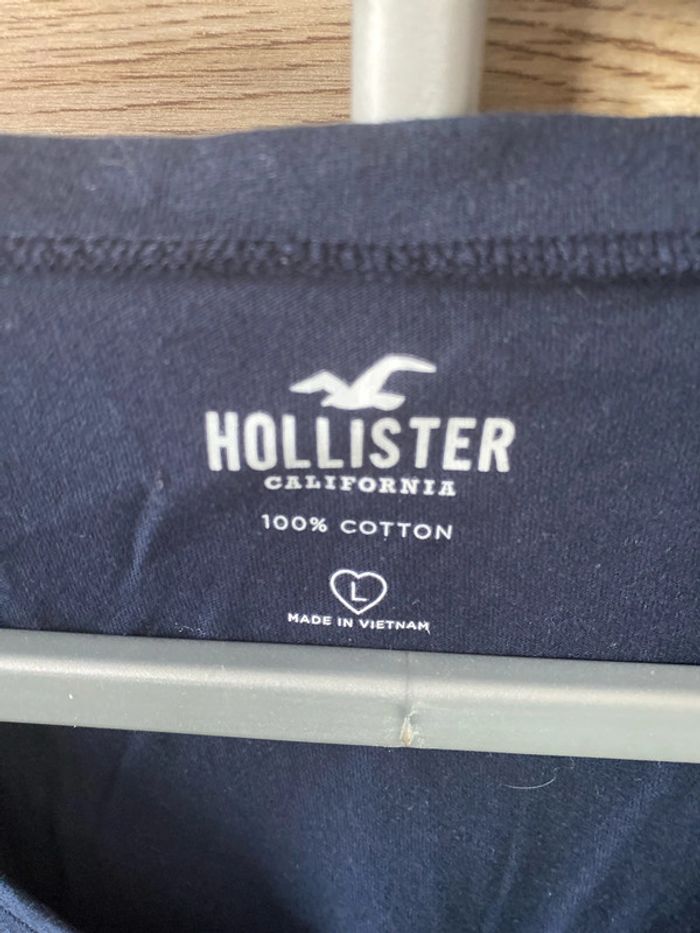 HOLLISTER
CALIFORNIA
100% COTTON
L
MADE IN VIETNAM